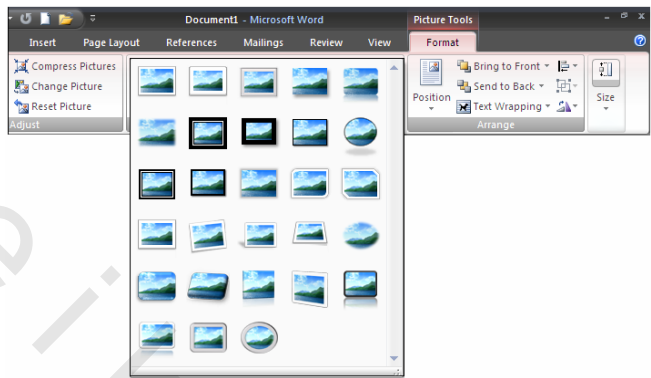 Document1 - Microsoft Word
Picture Tools
Insert Page Layout References Mailings Review View Format
Compress Pictures
Change Picture
Reset Picture
Adjust
Position
Bring to Front
Send to Back
Text Wrapping
Arrange
Size